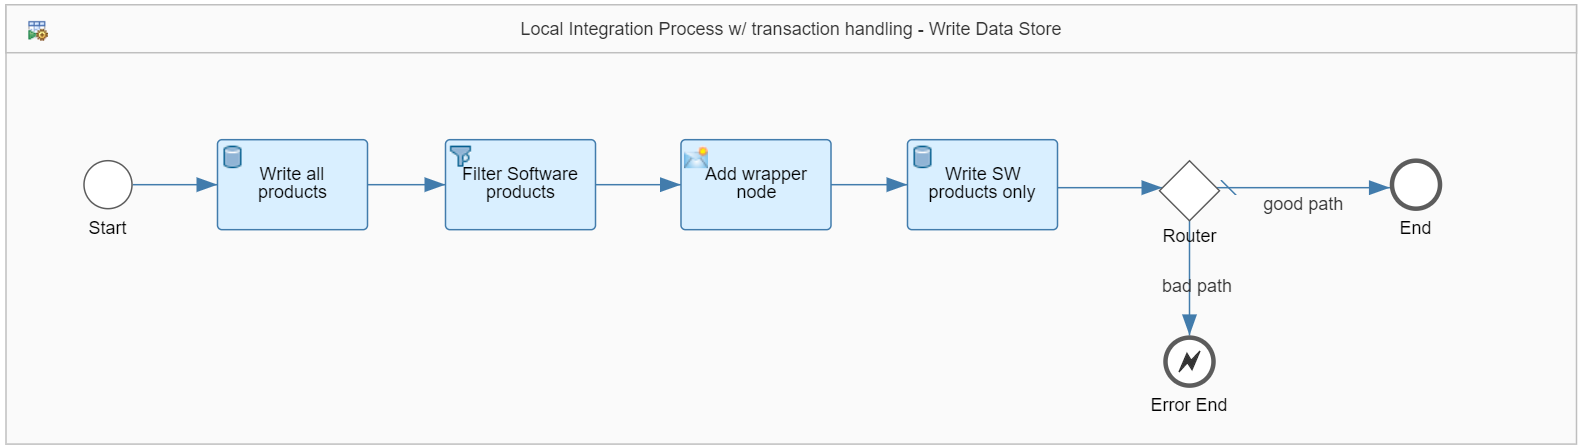 Local Integration Process w/ transaction handling - Write Data Store
Start
Write all
products
Filter Software
products
Add wrapper
node
Write SW
products only
Router
good path
End
bad path
Error End